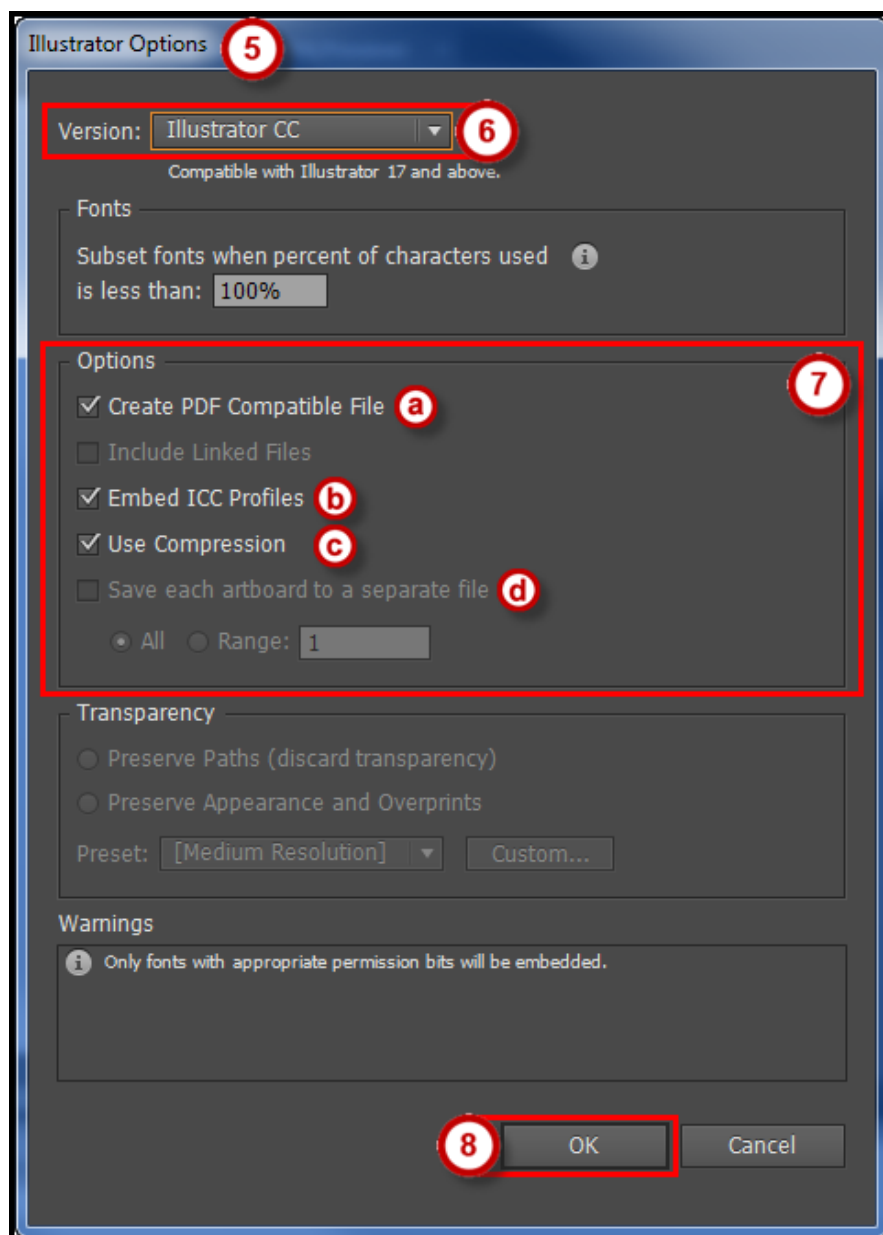 Illustrator Options 5
Version: Illustrator CC 6
Compatible with Illustrator 17 and above.
Fonts
Subset fonts when percent of characters used i
is less than: 100%
Options 7
Create PDF Compatible File a
Include Linked Files
Embed ICC Profiles b
Use Compression c
Save each artboard to a separate file d
All Range: 1
Transparency
Preserve Paths (discard transparency)
Preserve Appearance and Overprints
Preset: [Medium Resolution] Custom...
Warnings
i Only fonts with appropriate permission bits will be embedded.
8 OK Cancel